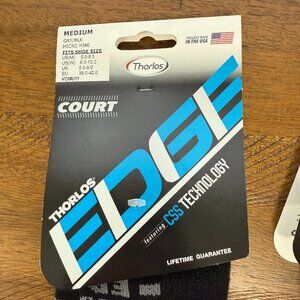 MEDIUM
GRY/BLK
MICRO MINI
FITS SHOE SIZE
US(M) 5.5-8.5
US(W) 6.5-10.0
UK 5.0-8.0
EU 38.0-42.0
Thorlos
PROUDLY MADE
IN THE USA
COURT
THORLOS
EDGE
featuring CSS TECHNOLOGY
LIFETIME GUARANTEE